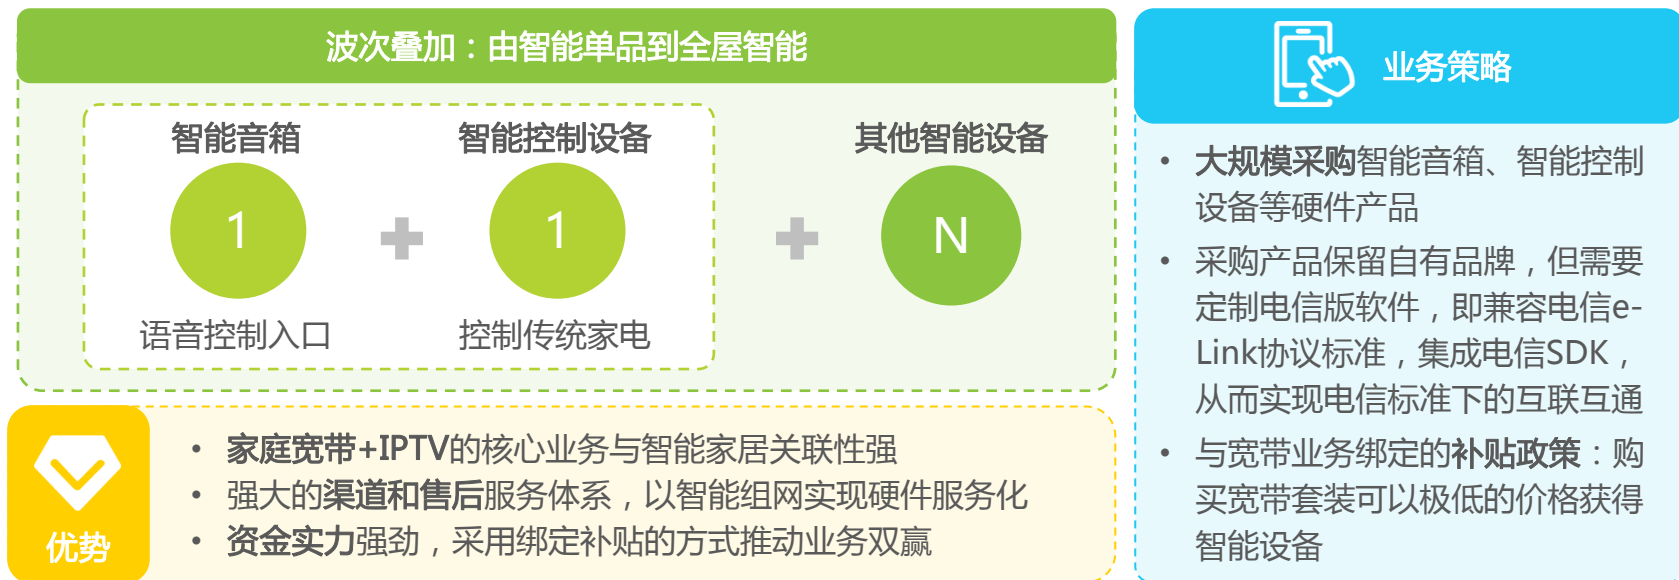 波次叠加：由智能单品到全屋智能
智能音箱
智能控制设备
其他智能设备
1
1
N
语音控制入口
控制传统家电
优势
• 家庭宽带+IPTV的核心业务与智能家居关联性强
• 强大的渠道和售后服务体系，以智能组网实现硬件服务化
• 资金实力强劲，采用绑定补贴的方式推动业务双赢
业务策略
• 大规模采购智能音箱、智能控制
设备等硬件产品
• 采购产品保留自有品牌，但需要
定制电信版软件，即兼容电信e-
Link协议标准，集成电信SDK，
从而实现电信标准下的互联互通
• 与宽带业务绑定的补贴政策：购
买宽带套装可以极低的价格获得
智能设备